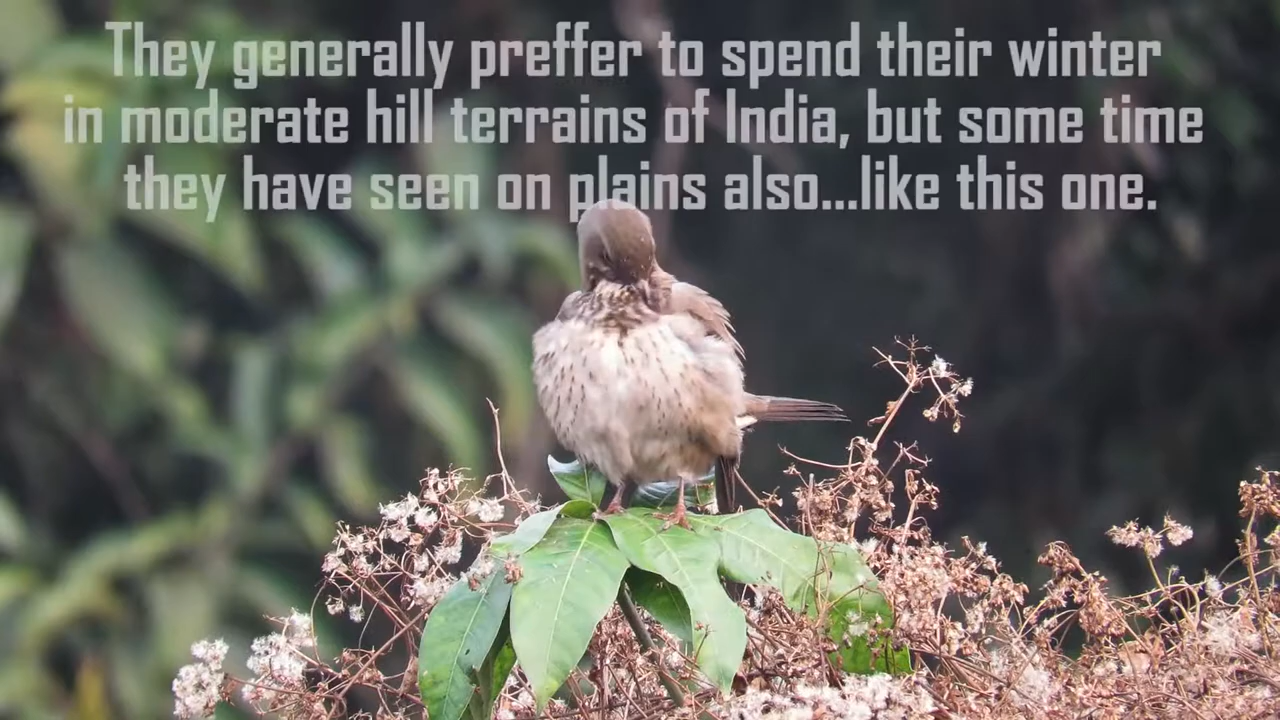 They generally preffer to spend their winter
in moderate hill terrains of India, but some time
they have seen on plains also...like this one.